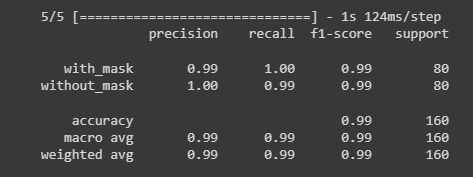 5/5 [==============================] - 1s 124ms/step
precision recall f1-score support
with_mask 0.99 1.00 0.99 80
without_mask 1.00 0.99 0.99 80
accuracy 0.99 160
macro avg 0.99 0.99 0.99 160
weighted avg 0.99 0.99 0.99 160